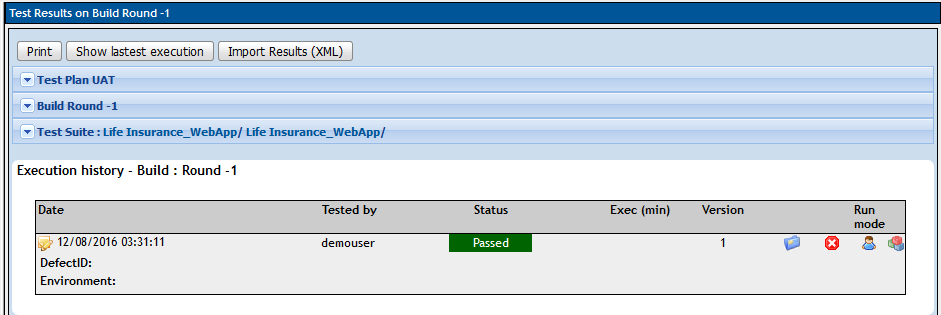 Test Results on Build Round -1
Print Show lastest execution Import Results (XML)
Test Plan UAT
Build Round -1
Test Suite : Life Insurance_WebApp/ Life Insurance_WebApp/
Execution history - Build : Round -1
Date Tested by Status Exec (min) Version Run mode
12/08/2016 03:31:11 demouser Passed 1
DefectID:
Environment: